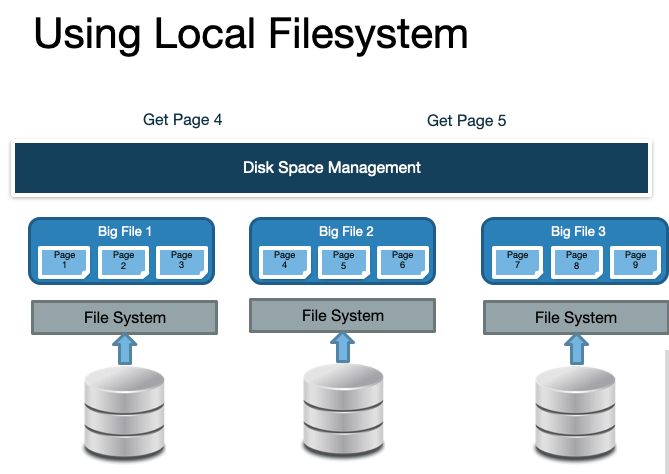 Using Local Filesystem
Get Page 4
Get Page 5
Disk Space Management
Big File 1
Page
1
Page
2
Page
3
Big File 2
Page
4
Page
5
Page
6
Big File 3
Page
7
Page
8
Page
9
File System
File System
File System